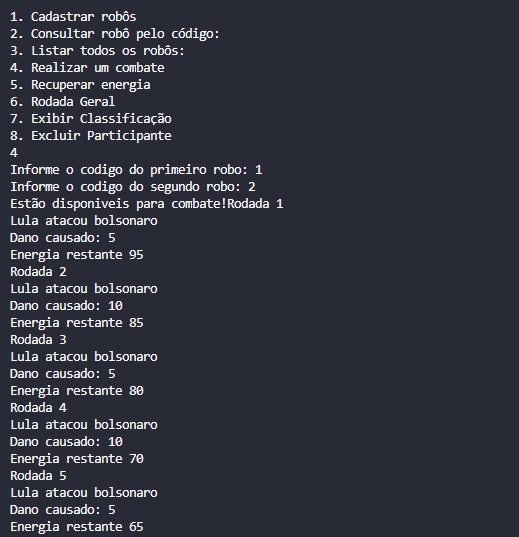 1. Cadastrar robôs
2. Consultar robô pelo código:
3. Listar todos os robôs:
4. Realizar um combate
5. Recuperar energia
6. Rodada Geral
7. Exibir Classificação
8. Excluir Participante
4
Informe o codigo do primeiro robo: 1
Informe o codigo do segundo robo: 2
Estão disponiveis para combate!Rodada 1
Lula atacou bolsonaro
Dano causado: 5
Energia restante 95
Rodada 2
Lula atacou bolsonaro
Dano causado: 10
Energia restante 85
Rodada 3
Lula atacou bolsonaro
Dano causado: 5
Energia restante 80
Rodada 4
Lula atacou bolsonaro
Dano causado: 10
Energia restante 70
Rodada 5
Lula atacou bolsonaro
Dano causado: 5
Energia restante 65